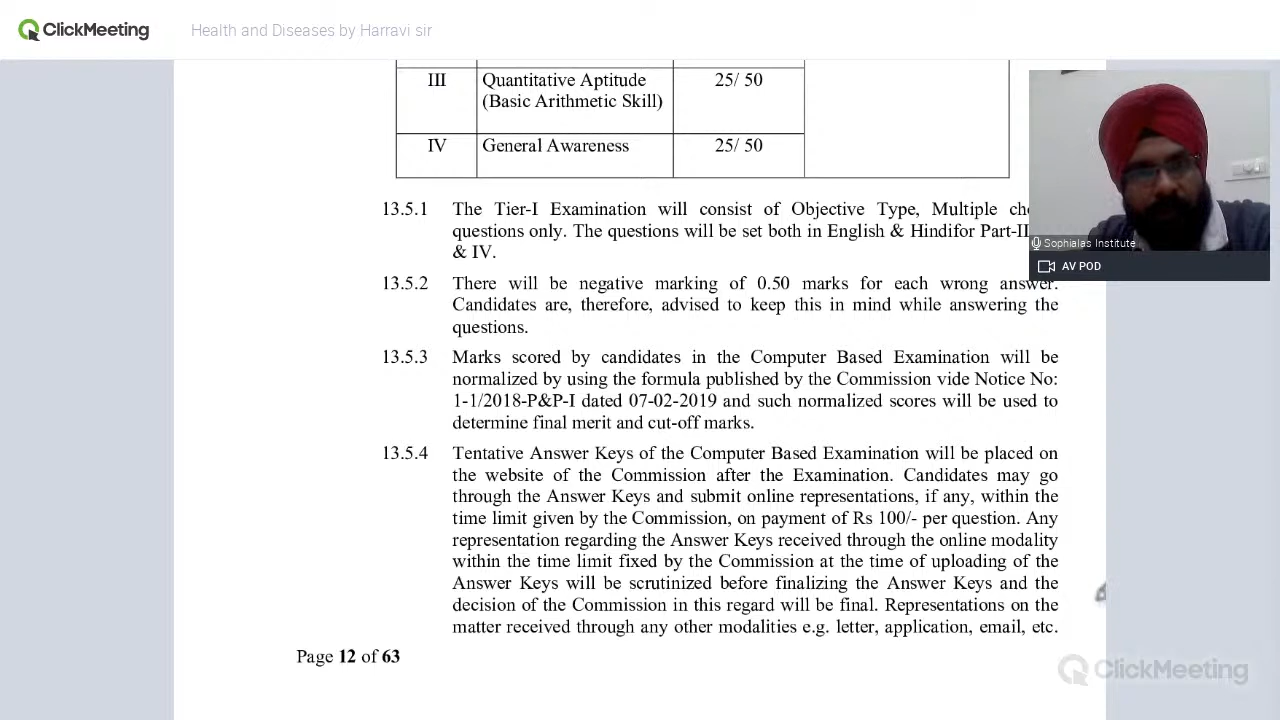 ClickMeeting
Health and Diseases by Harravi sir
III
Quantitative Aptitude
(Basic Arithmetic Skill)
25/ 50
IV
General Awareness
25/ 50
13.5.1 The Tier-I Examination will consist of Objective Type, Multiple
questions only. The questions will be set both in English & Hindifor
& IV.
13.5.2 There will be negative marking of 0.50 marks for each wrong answer.
Candidates are, therefore, advised to keep this in mind while answering the
questions.
13.5.3 Marks scored by candidates in the Computer Based Examination will be
normalized by using the formula published by the Commission vide Notice No:
1-1/2018-P&P-I dated 07-02-2019 and such normalized scores will be used to
determine final merit and cut-off marks.
13.5.4 Tentative Answer Keys of the Computer Based Examination will be placed on
the website of the Commission after the Examination. Candidates may go
through the Answer Keys and submit online representations, if any, within the
time limit given by the Commission, on payment of Rs 100/- per question. Any
representation regarding the Answer Keys received through the online modality
within the time limit fixed by the Commission at the time of uploading of the
Answer Keys will be scrutinized before finalizing the Answer Keys and the
decision of the Commission in this regard will be final. Representations on the
matter received through any other modalities e.g. letter, application, email, etc.
Page 12 of 63
Sophialas Institute
AV POD
ClickMeeting